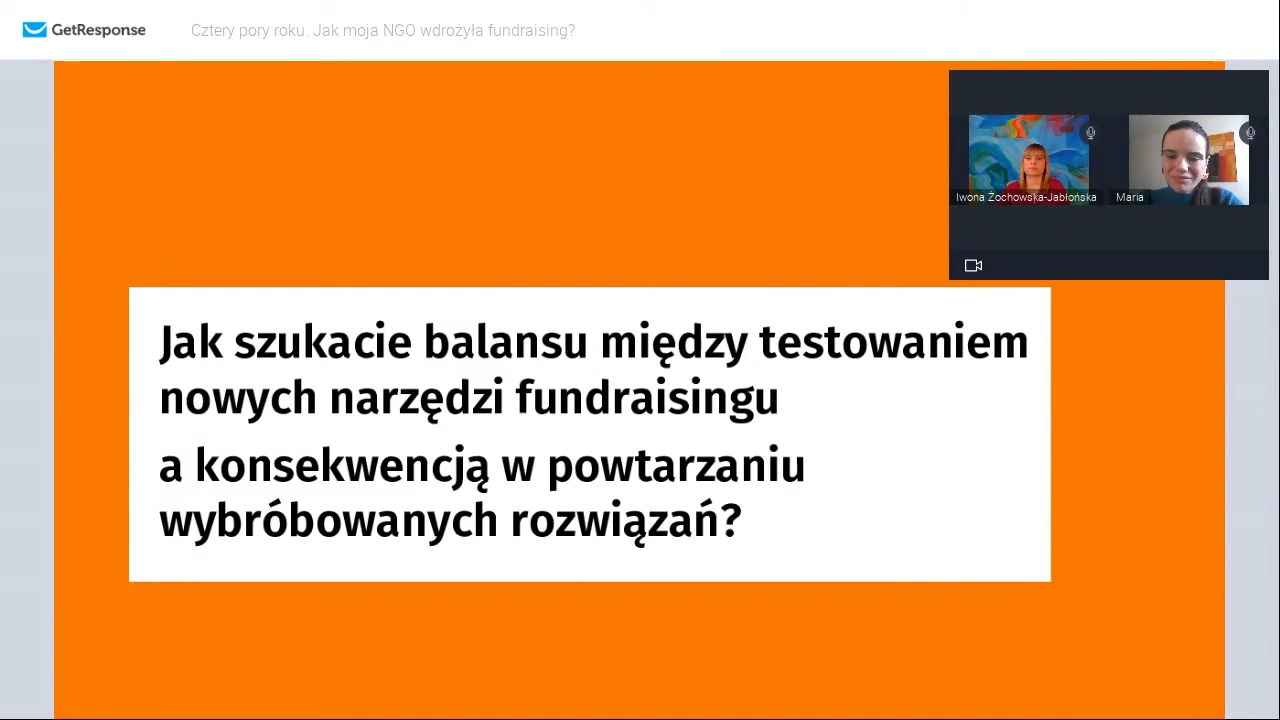 GetResponse
Cztery pory roku. Jak moja NGO wdrożyła fundraising?
Iwona Żochowska-Jabłońska
Maria
Jak szukacie balansu między testowaniem
nowych narzędzi fundraisingu
a konsekwencją w powtarzaniu
wybróbowanych rozwiązań?